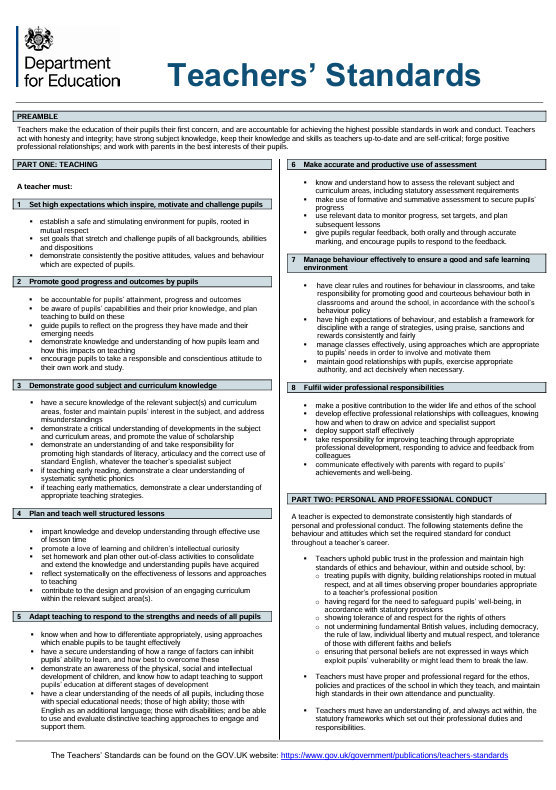 Department
for Education
Teachers' Standards
PREAMBLE
Teachers make the education of their pupils their first concern, and are accountable for achieving the highest possible standards in work and conduct. Teachers
act with honesty and integrity; have strong subject knowledge, keep their knowledge and skills as teachers up-to-date and are self-critical; forge positive
professional relationships; and work with parents in the best interests of their pupils.
PART ONE: TEACHING
A teacher must:
1 Set high expectations which inspire, motivate and challenge pupils
▪ establish a safe and stimulating environment for pupils, rooted in
mutual respect
▪ set goals that stretch and challenge pupils of all backgrounds, abilities
and dispositions
▪ demonstrate consistently the positive attitudes, values and behaviour
which are expected of pupils.
2 Promote good progress and outcomes by pupils
▪ be accountable for pupils' attainment, progress and outcomes
▪ be aware of pupils' capabilities and their prior knowledge, and plan
teaching to build on these
▪ guide pupils to reflect on the progress they have made and their
emerging needs
▪ demonstrate knowledge and understanding of how pupils learn and
how this impacts on teaching
▪ encourage pupils to take a responsible and conscientious attitude to
their own work and study.
3 Demonstrate good subject and curriculum knowledge
▪ have a secure knowledge of the relevant subject(s) and curriculum
areas, foster and maintain pupils' interest in the subject, and address
misunderstandings
▪ demonstrate a critical understanding of developments in the subject
and curriculum areas, and promote the value of scholarship
▪ demonstrate an understanding of and take responsibility for
promoting high standards of literacy, articulacy and the correct use of
standard English, whatever the teacher's specialist subject
▪ if teaching early reading, demonstrate a clear understanding of
systematic synthetic phonics
▪ if teaching early mathematics, demonstrate a clear understanding of
appropriate teaching strategies.
4 Plan and teach well structured lessons
▪ impart knowledge and develop understanding through effective use
of lesson time
▪ promote a love of learning and children's intellectual curiosity
▪ set homework and plan other out-of-class activities to consolidate
and extend the knowledge and understanding pupils have acquired
▪ reflect systematically on the effectiveness of lessons and approaches
to teaching
▪ contribute to the design and provision of an engaging curriculum
within the relevant subject area(s).
5 Adapt teaching to respond to the strengths and needs of all pupils
▪ know when and how to differentiate appropriately, using approaches
which enable pupils to be taught effectively
▪ have a secure understanding of how a range of factors can inhibit
pupils' ability to learn, and how best to overcome these
▪ demonstrate an awareness of the physical, social and intellectual
development of children, and know how to adapt teaching to support
pupils' education at different stages of development
▪ have a clear understanding of the needs of all pupils, including those
with special educational needs; those of high ability; those with
English as an additional language; those with disabilities; and be able
to use and evaluate distinctive teaching approaches to engage and
support them.
6 Make accurate and productive use of assessment
▪ know and understand how to assess the relevant subject and
curriculum areas, including statutory assessment requirements
▪ make use of formative and summative assessment to secure pupils'
progress
▪ use relevant data to monitor progress, set targets, and plan
subsequent lessons
▪ give pupils regular feedback, both orally and through accurate
marking, and encourage pupils to respond to the feedback.
7 Manage behaviour effectively to ensure a good and safe learning
environment
▪ have clear rules and routines for behaviour in classrooms, and take
responsibility for promoting good and courteous behaviour both in
classrooms and around the school, in accordance with the school's
behaviour policy
▪ have high expectations of behaviour, and establish a framework for
discipline with a range of strategies, using praise, sanctions and
rewards consistently and fairly
▪ manage classes effectively, using approaches which are appropriate
to pupils' needs in order to involve and motivate them
▪ maintain good relationships with pupils, exercise appropriate
authority, and act decisively when necessary.
8 Fulfil wider professional responsibilities
▪ make a positive contribution to the wider life and ethos of the school
▪ develop effective professional relationships with colleagues, knowing
how and when to draw on advice and specialist support
▪ deploy support staff effectively
▪ take responsibility for improving teaching through appropriate
professional development, responding to advice and feedback from
colleagues
▪ communicate effectively with parents with regard to pupils'
achievements and well-being.
PART TWO: PERSONAL AND PROFESSIONAL CONDUCT
A teacher is expected to demonstrate consistently high standards of
personal and professional conduct. The following statements define the
behaviour and attitudes which set the required standard for conduct
throughout a teacher's career.
▪ Teachers uphold public trust in the profession and maintain high
standards of ethics and behaviour, within and outside school, by:
o treating pupils with dignity, building relationships rooted in mutual
respect, and at all times observing proper boundaries appropriate
to a teacher's professional position
o having regard for the need to safeguard pupils' well-being, in
accordance with statutory provisions
o showing tolerance of and respect for the rights of others
o not undermining fundamental British values, including democracy,
the rule of law, individual liberty and mutual respect, and tolerance
of those with different faiths and beliefs
o ensuring that personal beliefs are not expressed in ways which
exploit pupils' vulnerability or might lead them to break the law.
▪ Teachers must have proper and professional regard for the ethos,
policies and practices of the school in which they teach, and maintain
high standards in their own attendance and punctuality.
▪ Teachers must have an understanding of, and always act within, the
statutory frameworks which set out their professional duties and
responsibilities.
The Teachers' Standards can be found on the GOV.UK website: https://www.gov.uk/government/publications/teachers-standards